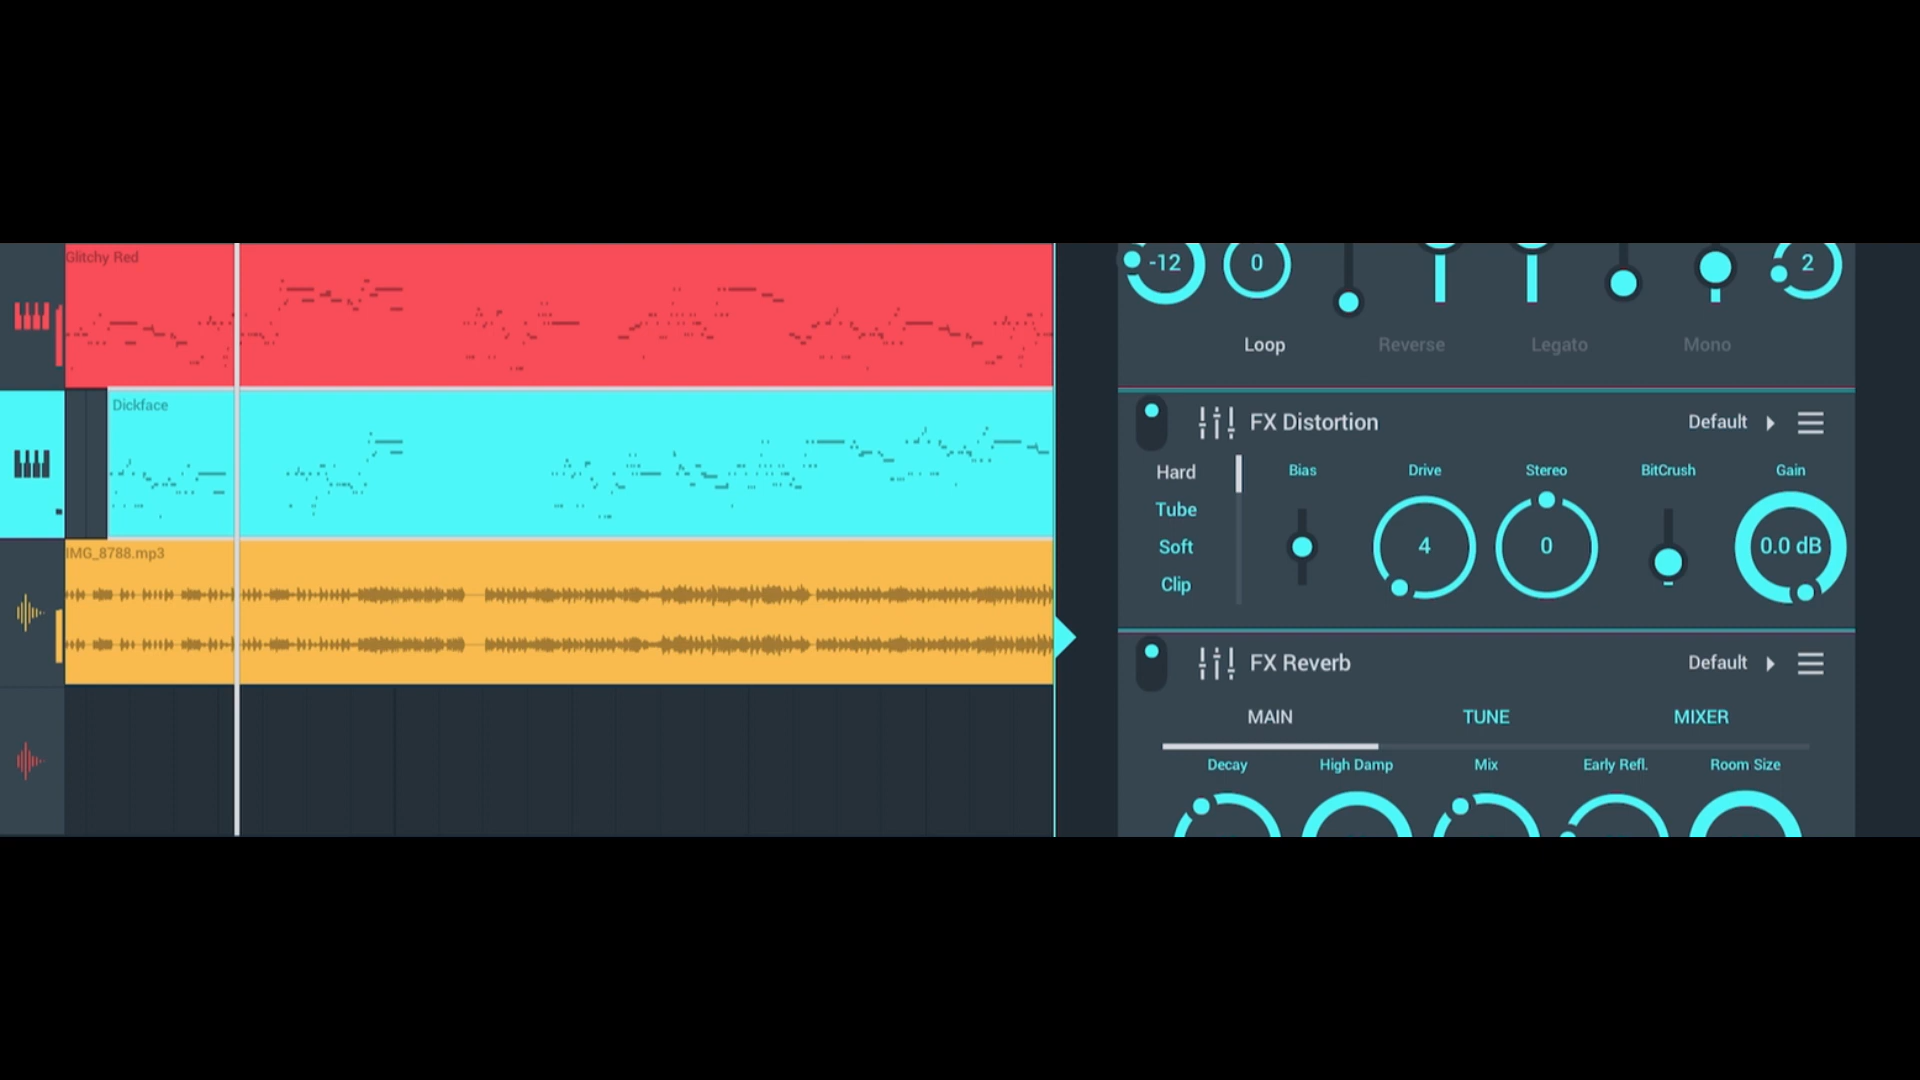 Glitchy Red
Dickface
IMG_8788.mp3
-12
0
2
Loop
Reverse
Legato
Mono
FX Distortion
Default
Hard
Tube
Soft
Clip
Bias
Drive
Stereo
BitCrush
Gain
4
0
0.0 dB
FX Reverb
Default
MAIN
TUNE
MIXER
Decay
High Damp
Mix
Early Refl.
Room Size